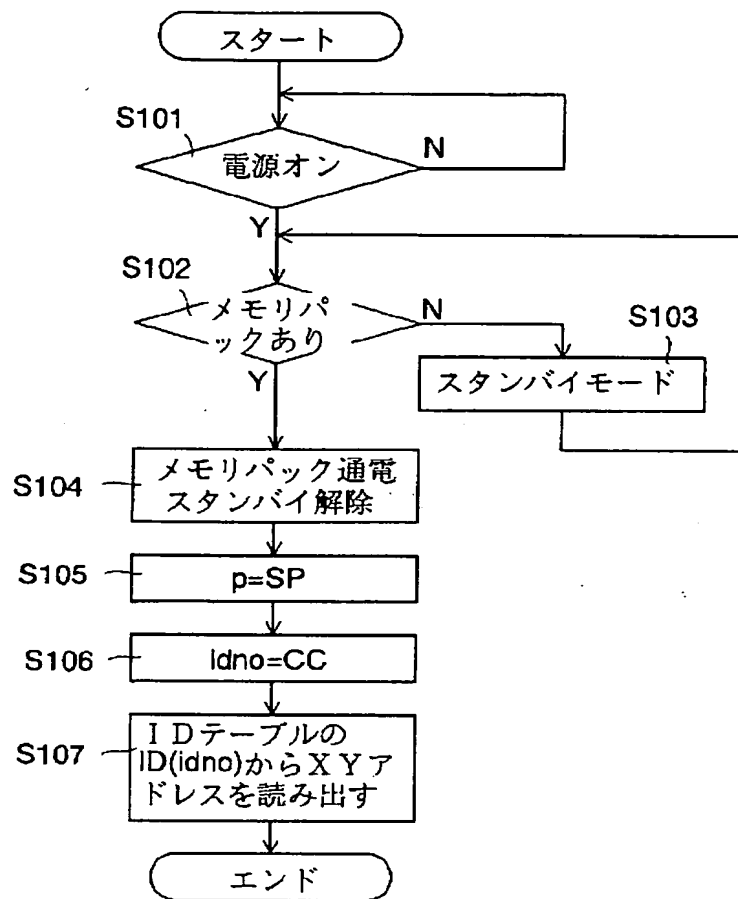 スタート
S101
電源オン
N
Y
S102
メモリパ
ックあり
N
Y
S103
スタンバイモード
S104
メモリパック通電
スタンバイ解除
S105
p=SP
S106
idno=CC
S107
ＩＤテーブルの
ID(idno)からＸＹア
ドレスを読み出す
エンド